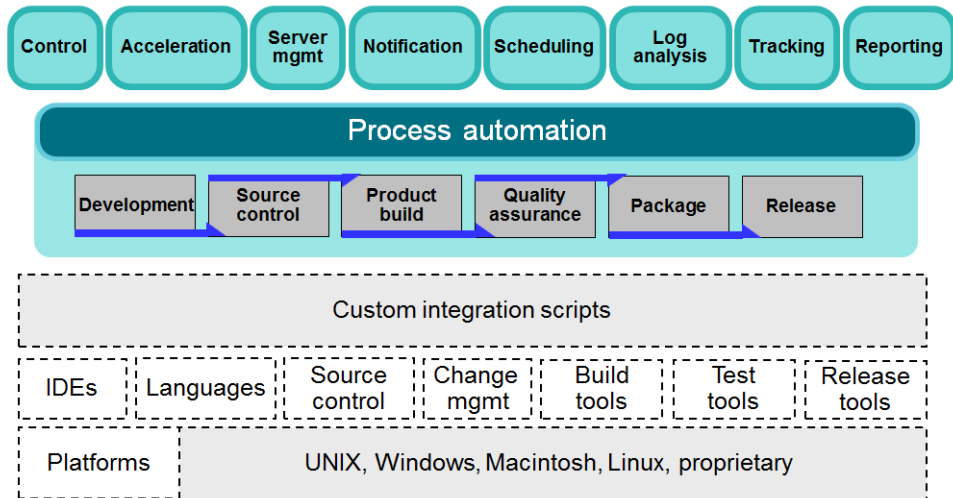 Control
Acceleration
Server
mgmt
Notification
Scheduling
Log
analysis
Tracking
Reporting
Process automation
Development
Source
control
Product
build
Quality
assurance
Package
Release
Custom integration scripts
IDEs
Languages
Source
control
Change
mgmt
Build
tools
Test
tools
Release
tools
Platforms
UNIX, Windows, Macintosh, Linux, proprietary